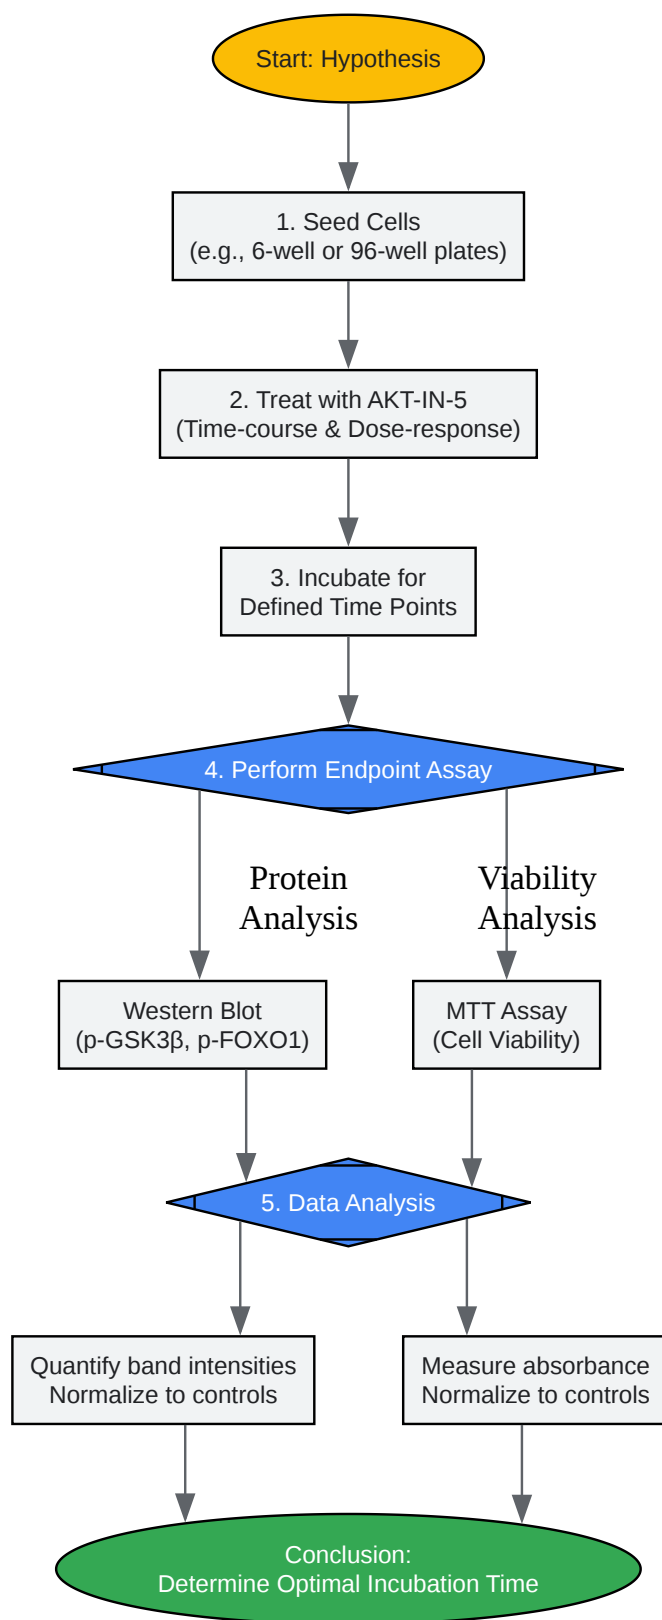 Start: Hypothesis
1. Seed Cells
(e.g., 6-well or 96-well plates)
2. Treat with AKT-IN-5
(Time-course & Dose-response)
3. Incubate for
Defined Time Points
4. Perform Endpoint Assay
Protein
Analysis
Viability
Analysis
Western Blot
(p-GSK3β, p-FOXO1)
MTT Assay
(Cell Viability)
5. Data Analysis
Quantify band intensities
Normalize to controls
Measure absorbance
Normalize to controls
Conclusion:
Determine Optimal Incubation Time